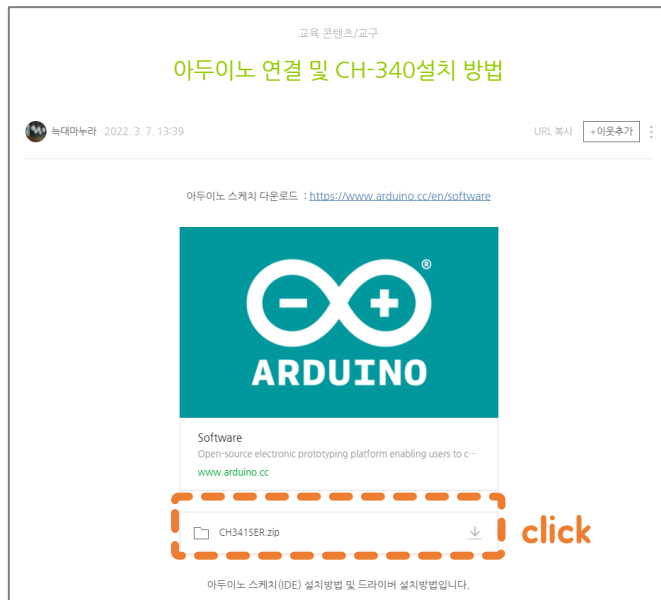 교육 콘텐츠/교구
아두이노 연결 및 CH-340설치 방법
늑대마누라 · 2022. 3. 7. 13:39
URL 복사 +이웃추가
아두이노 스케치 다운로드 : https://www.arduino.cc/en/software
ARDUINO
®
Software
Open-source electronic prototyping platform enabling users to c···
www.arduino.cc
CH341SER.zip
click
아두이노 스케치(IDE) 설치방법 및 드라이버 설치방법입니다.